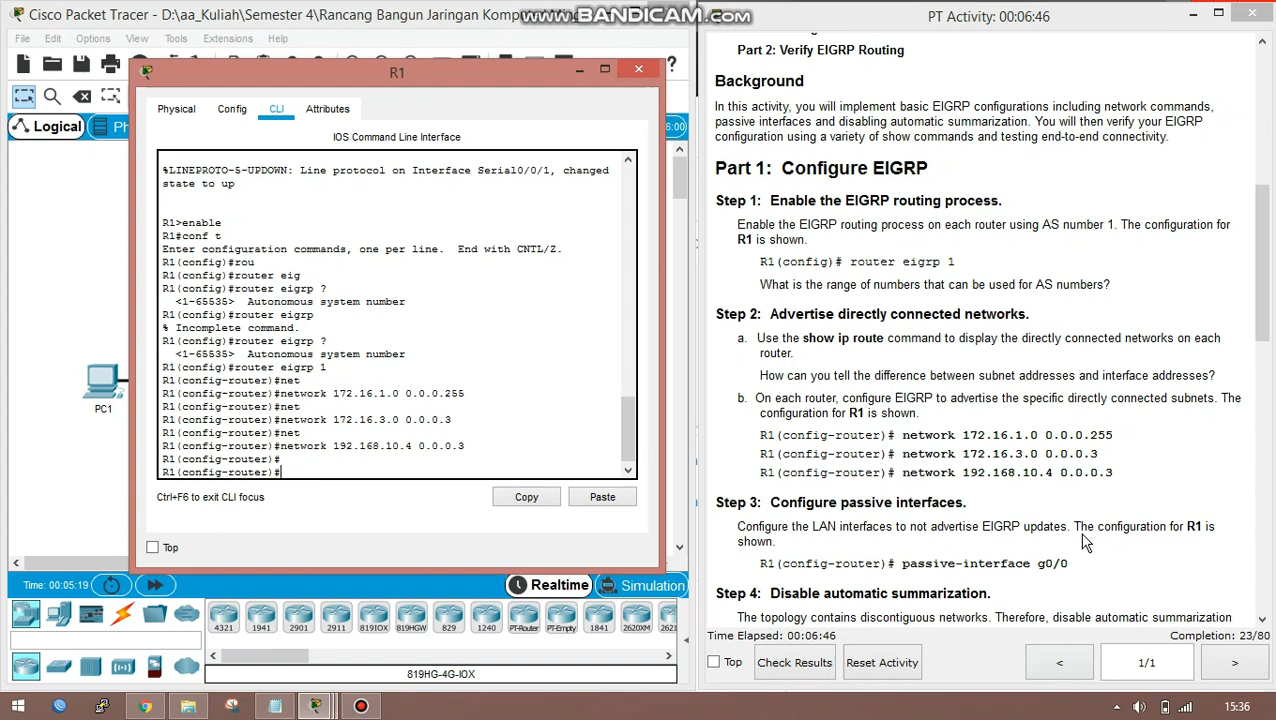 Cisco Packet Tracer - D:\aa_Kuliah\Semester 4\Rancang Bangun Jaringan Komp
www.BANDICAM.com
File Edit Options View Tools Extensions Help
?
Logical
Ph
6:00
PC1
Time: 00:05:19
Realtime
Simulation
4321 1941 2901 2911 819IOX 819HGW 829 1240 PT-Router PT-Empty 1841 2620XM 2621
819HG-4G-IOX
R1
Physical Config CLI Attributes
IOS Command Line Interface
%LINEPROTO-5-UPDOWN: Line protocol on Interface Serial0/0/1, changed
state to up
R1>enable
R1#conf t
Enter configuration commands, one per line.  End with CNTL/Z.
R1(config)#rou
R1(config)#router eig
R1(config)#router eigrp ?
<1-65535>  Autonomous system number
R1(config)#router eigrp
% Incomplete command.
R1(config)#router eigrp ?
<1-65535>  Autonomous system number
R1(config)#router eigrp 1
R1(config-router)#net
R1(config-router)#network 172.16.1.0 0.0.0.255
R1(config-router)#net
R1(config-router)#network 172.16.3.0 0.0.0.3
R1(config-router)#net
R1(config-router)#network 192.168.10.4 0.0.0.3
R1(config-router)#
R1(config-router)#
Ctrl+F6 to exit CLI focus
Copy
Paste
Top
PT Activity: 00:06:46
Part 2: Verify EIGRP Routing
Background
In this activity, you will implement basic EIGRP configurations including network commands,
passive interfaces and disabling automatic summarization. You will then verify your EIGRP
configuration using a variety of show commands and testing end-to-end connectivity.
Part 1: Configure EIGRP
Step 1: Enable the EIGRP routing process.
Enable the EIGRP routing process on each router using AS number 1. The configuration for
R1 is shown.
R1(config)# router eigrp 1
What is the range of numbers that can be used for AS numbers?
Step 2: Advertise directly connected networks.
a. Use the show ip route command to display the directly connected networks on each
router.
How can you tell the difference between subnet addresses and interface addresses?
b. On each router, configure EIGRP to advertise the specific directly connected subnets. The
configuration for R1 is shown.
R1(config-router)# network 172.16.1.0 0.0.0.255
R1(config-router)# network 172.16.3.0 0.0.0.3
R1(config-router)# network 192.168.10.4 0.0.0.3
Step 3: Configure passive interfaces.
Configure the LAN interfaces to not advertise EIGRP updates. The configuration for R1 is
shown.
R1(config-router)# passive-interface g0/0
Step 4: Disable automatic summarization.
The topology contains discontiguous networks. Therefore, disable automatic summarization
Time Elapsed: 00:06:46
Completion: 23/80
Top
Check Results
Reset Activity
<
1/1
>
15:36